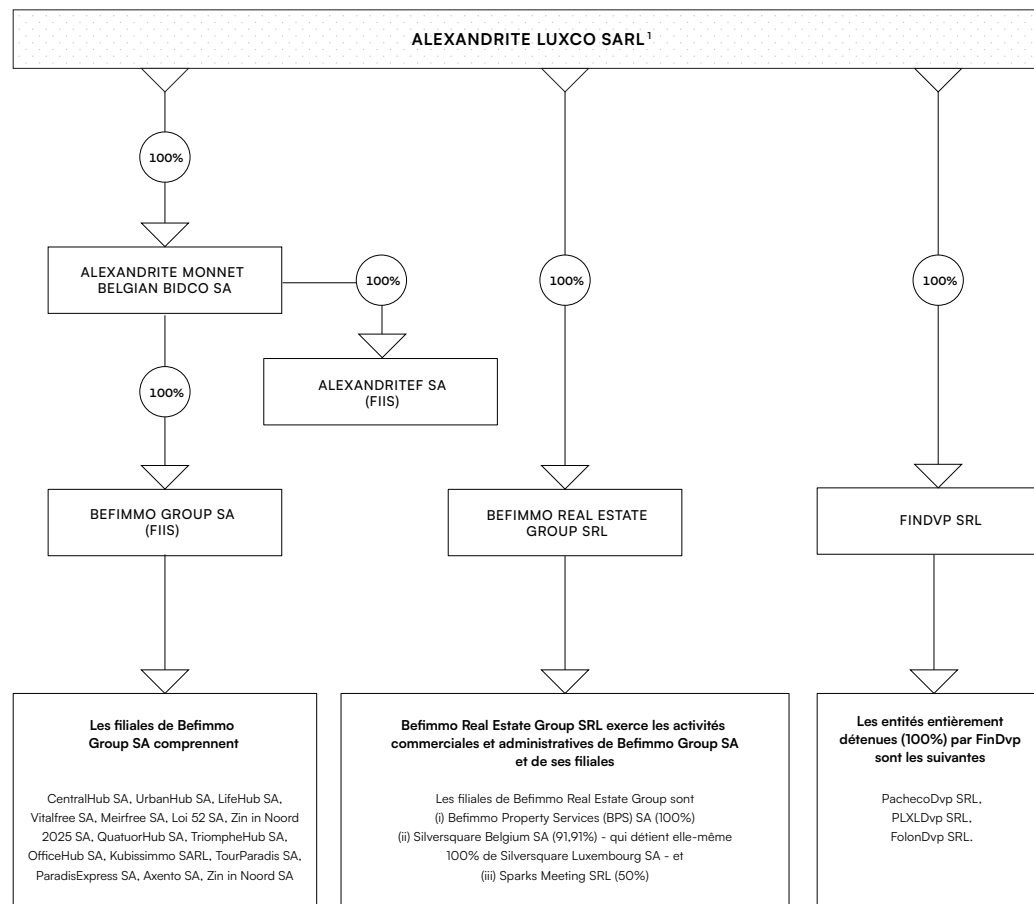 ALEXANDRITE LUXCO SARL¹
100%
ALEXANDRITE MONNET
BELGIAN BIDCO SA
100%
100%
100%
ALEXANDRITEF SA
(FIIS)
100%
BEFIMMO GROUP SA
(FIIS)
BEFIMMO REAL ESTATE
GROUP SRL
FINDVP SRL
Les filiales de Befimmo
Group SA comprennent
CentralHub SA, UrbanHub SA, LifeHub SA,
Vitalfree SA, Meirfree SA, Loi 52 SA, Zin in Noord
2025 SA, QuatuorHub SA, TriompheHub SA,
OfficeHub SA, Kubissimmo SARL, TourParadis SA,
ParadisExpress SA, Axento SA, Zin in Noord SA
Befimmo Real Estate Group SRL exerce les activités
commerciales et administratives de Befimmo Group SA
et de ses filiales
Les filiales de Befimmo Real Estate Group sont
(i) Befimmo Property Services (BPS) SA (100%)
(ii) Silversquare Belgium SA (91,91%) - qui détient elle-même
100% de Silversquare Luxembourg SA - et
(iii) Sparks Meeting SRL (50%)
Les entités entièrement
détenues (100%) par FinDvp
sont les suivantes
PachecoDvp SRL,
PLXLDvp SRL,
FolonDvp SRL.